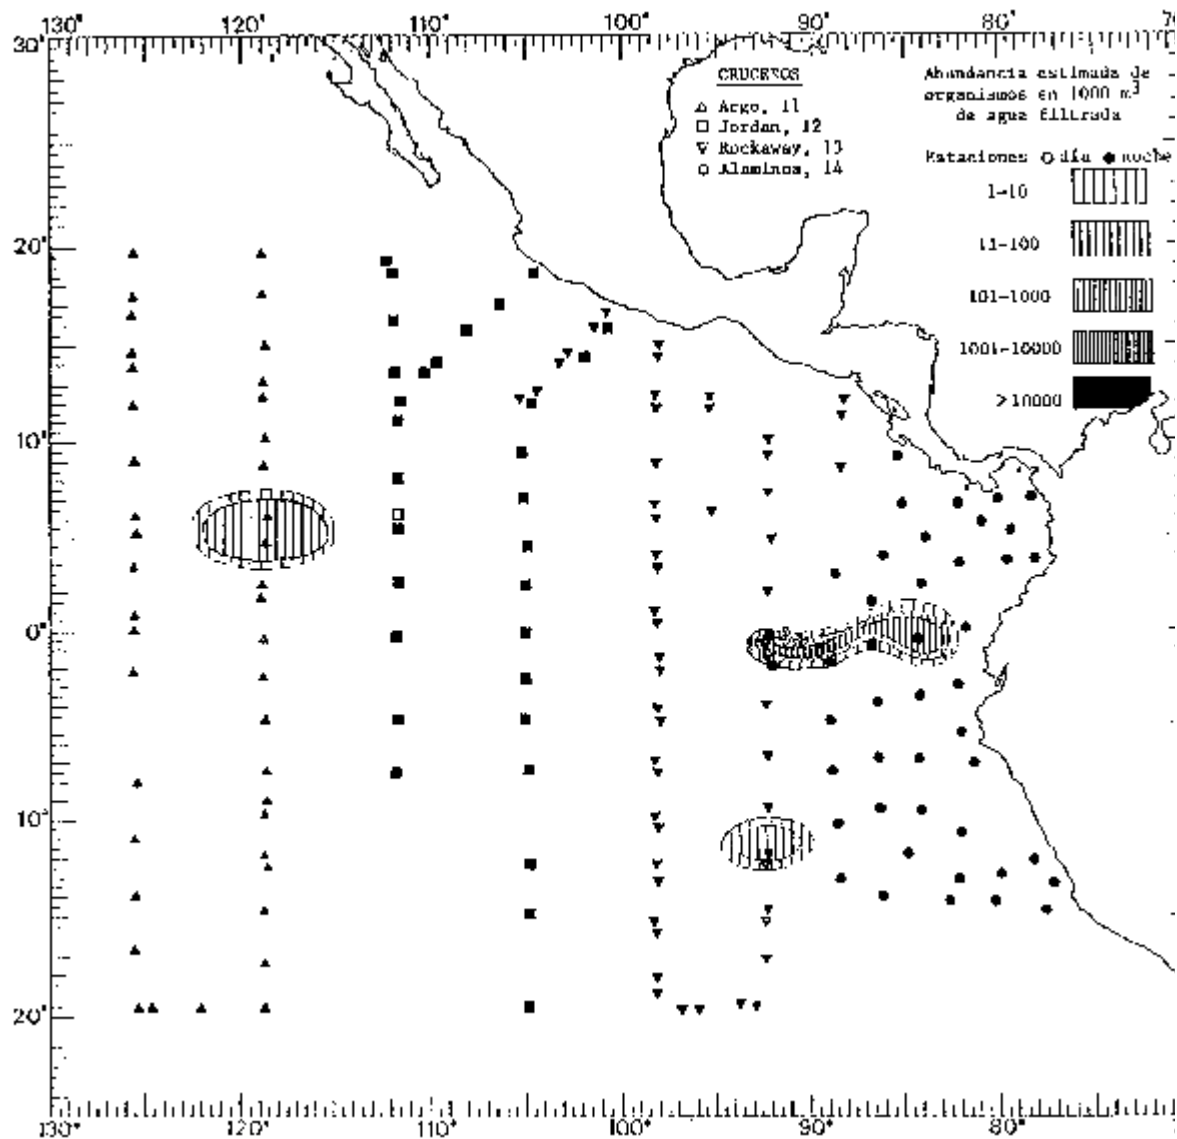 130° 120° 110° 100° 90° 80° 70
30°
CRUCEROS
▲ Argo, 11
□ Jordan, 12
▼ Rockaway, 13
○ Alaminos, 14
Abundancia estimada de
organismos en 1000 m³
de agua filtrada
Estaciones ○ día ● noche
1-10
11-100
101-1000
1001-10000
>10000
20°
10°
0°
10°
20°
130° 120° 110° 100° 90° 80°